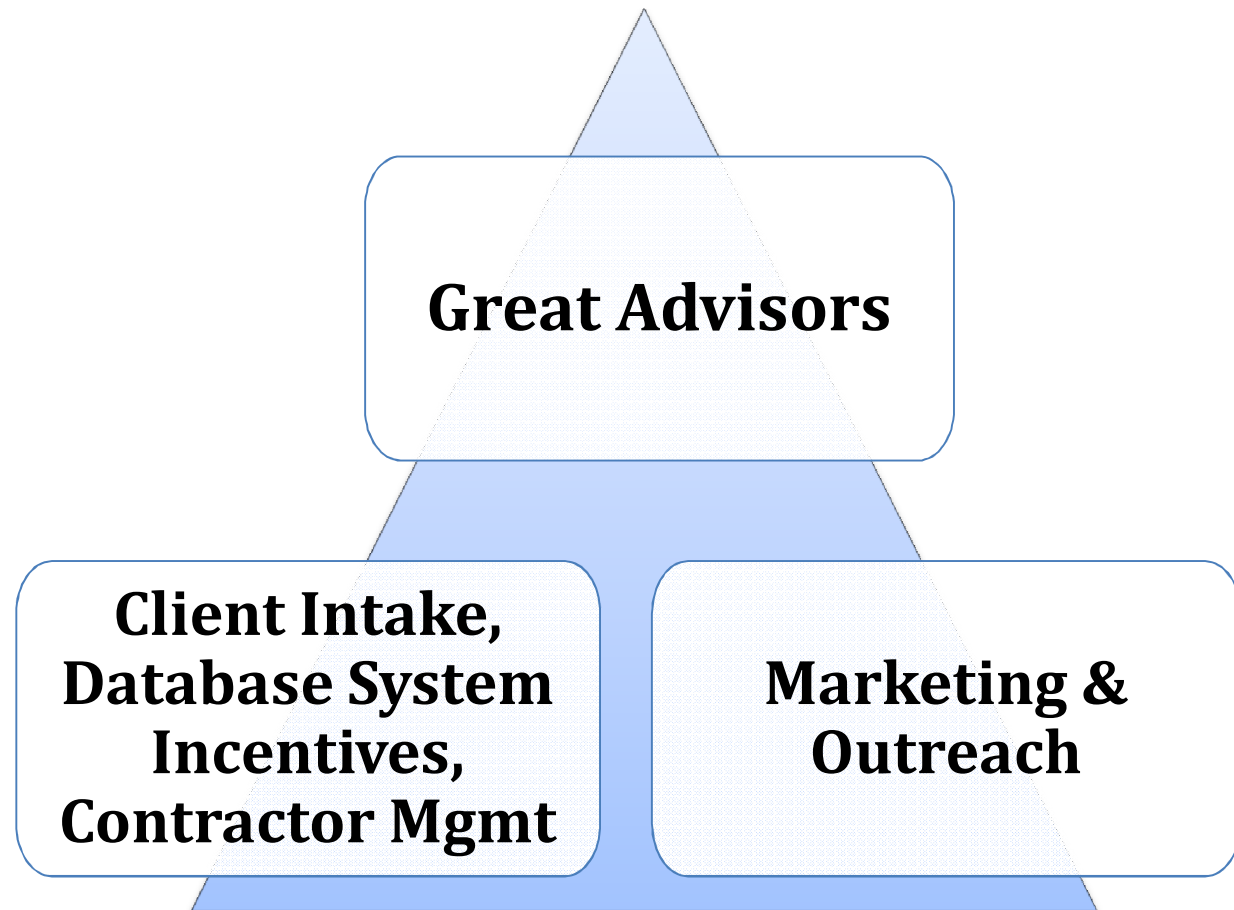 Great Advisors
Client Intake,
Database System
Incentives,
Contractor Mgmt
Marketing &
Outreach